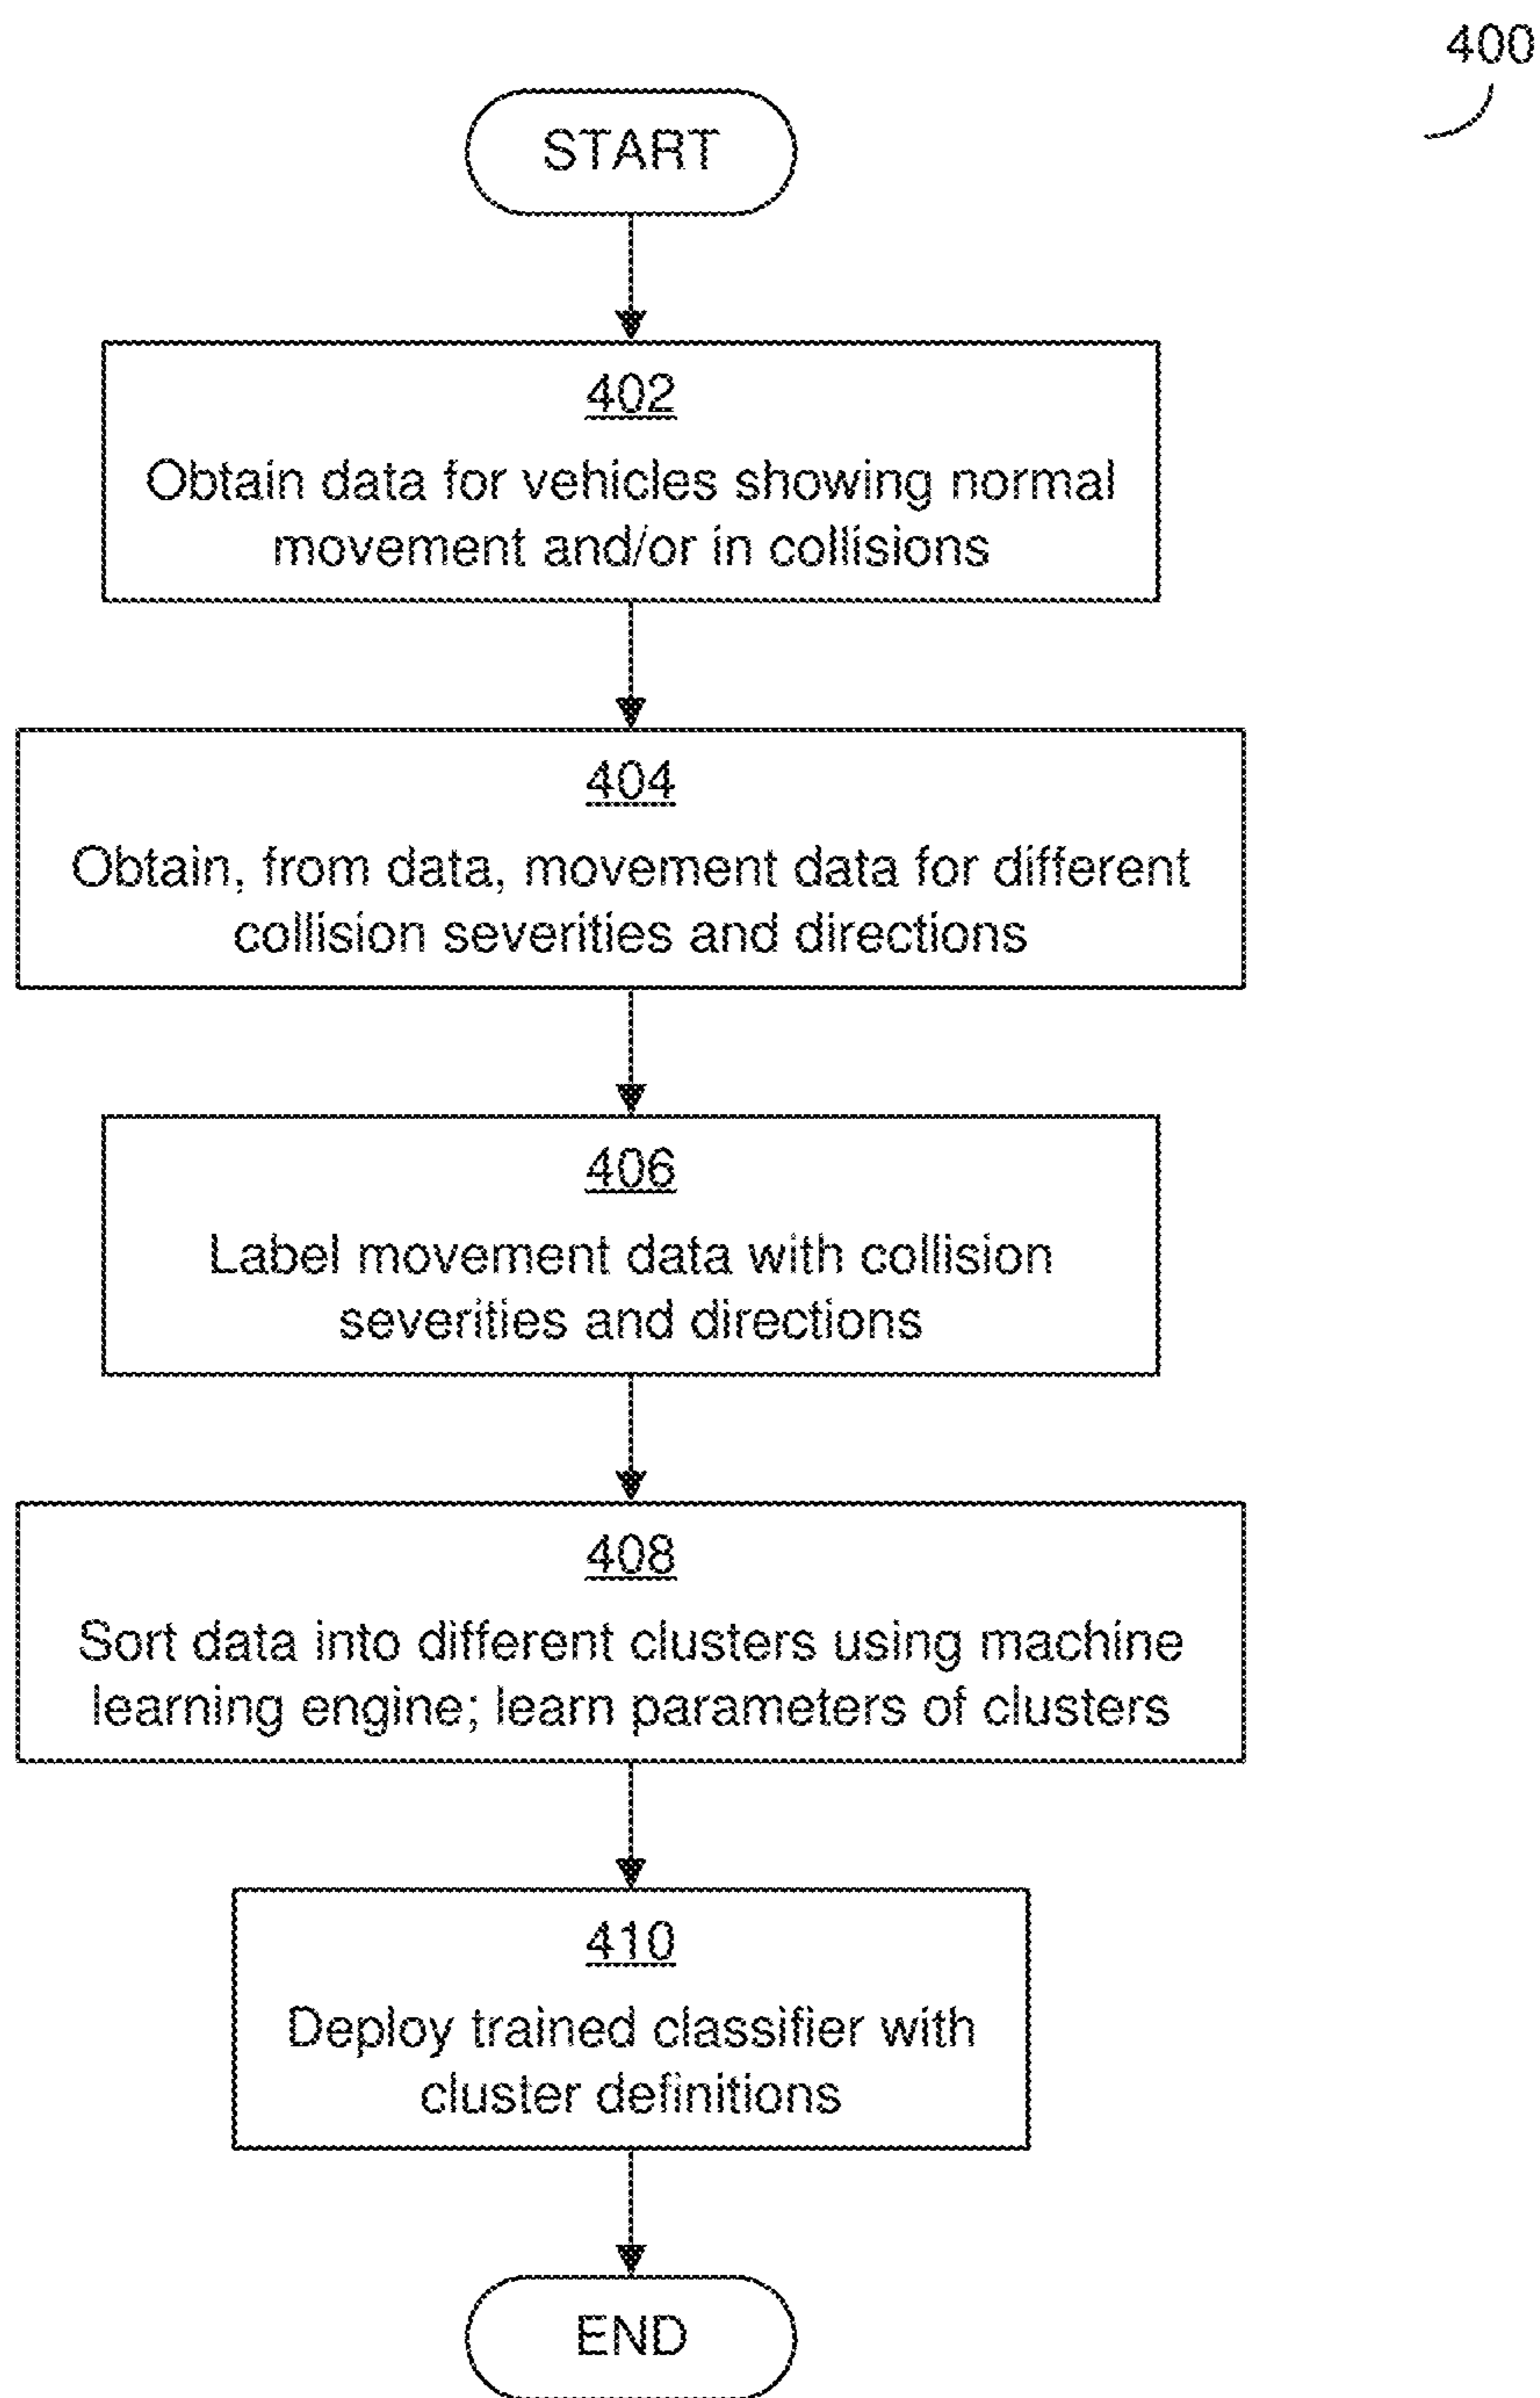 400
START
402
Obtain data for vehicles showing normal
movement and/or in collisions
404
Obtain, from data, movement data for different
collision severities and directions
406
Label movement data with collision
severities and directions
408
Sort data into different clusters using machine
learning engine; learn parameters of clusters
410
Deploy trained classifier with
cluster definitions
END